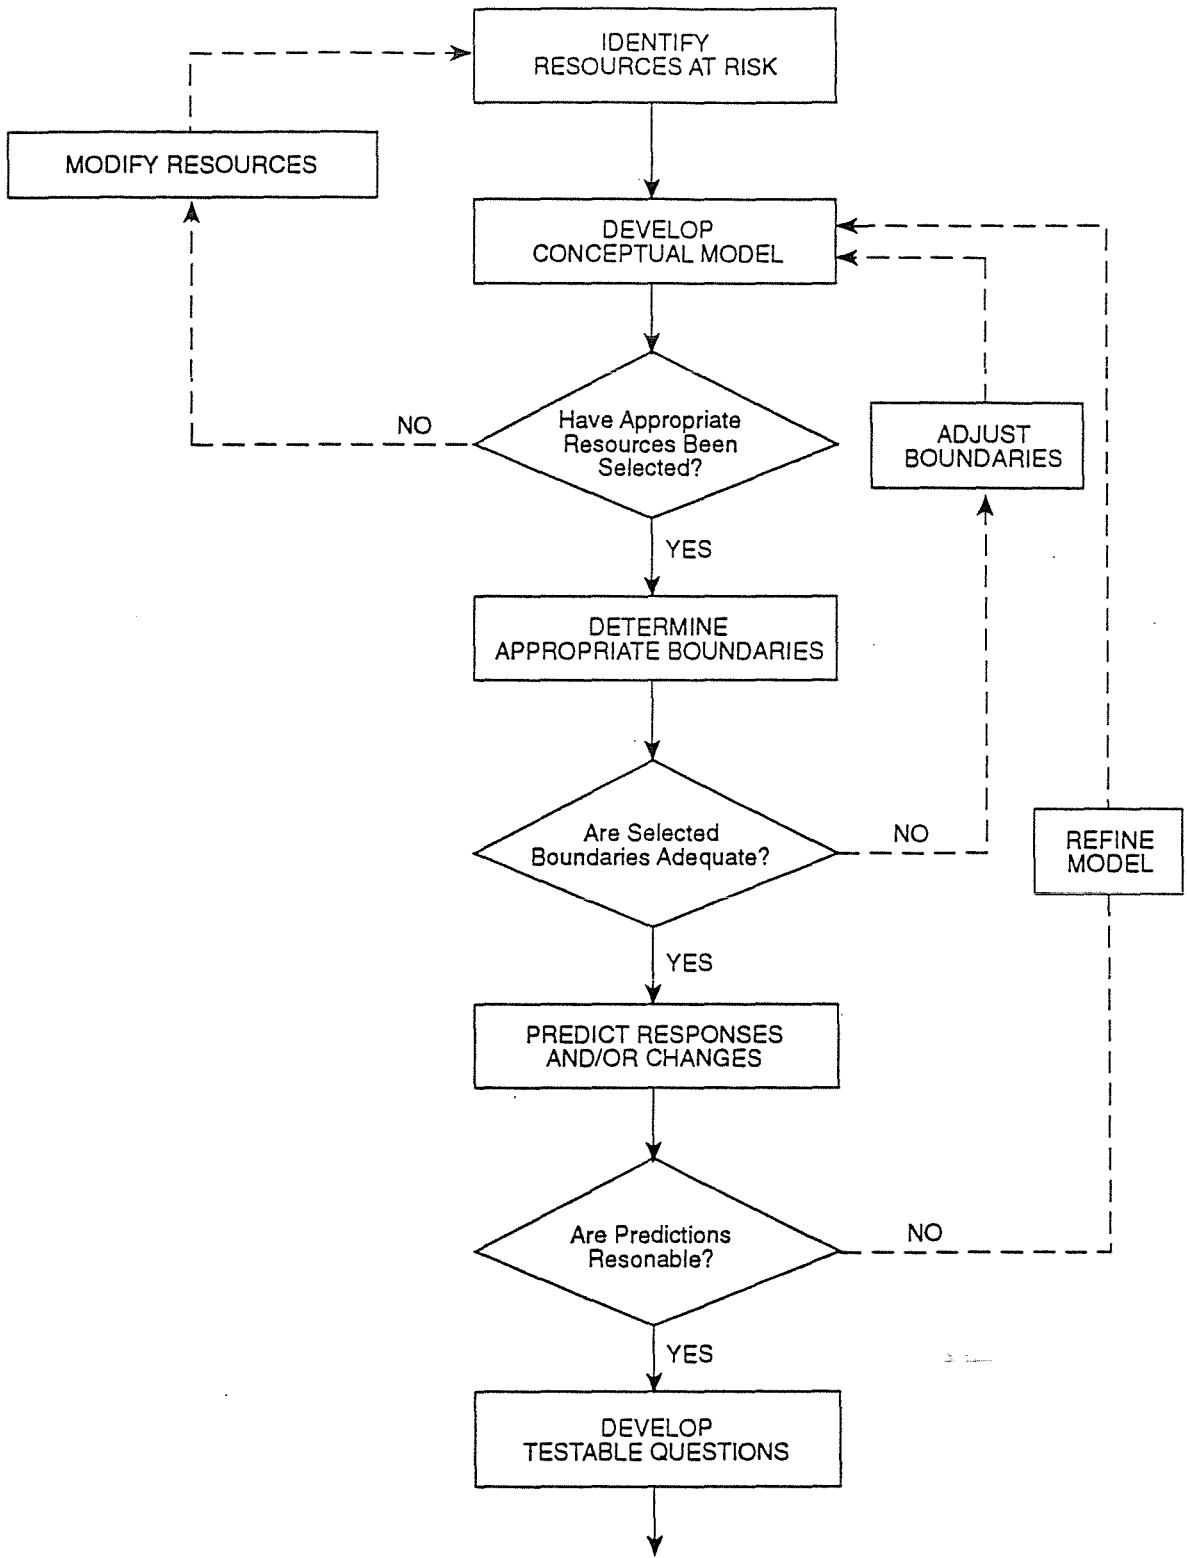 IDENTIFY
RESOURCES AT RISK
MODIFY RESOURCES
DEVELOP
CONCEPTUAL MODEL
NO
Have Appropriate
Resources Been
Selected?
ADJUST
BOUNDARIES
YES
DETERMINE
APPROPRIATE BOUNDARIES
Are Selected
Boundaries Adequate?
NO
REFINE
MODEL
YES
PREDICT RESPONSES
AND/OR CHANGES
Are Predictions
Resonable?
NO
YES
DEVELOP
TESTABLE QUESTIONS